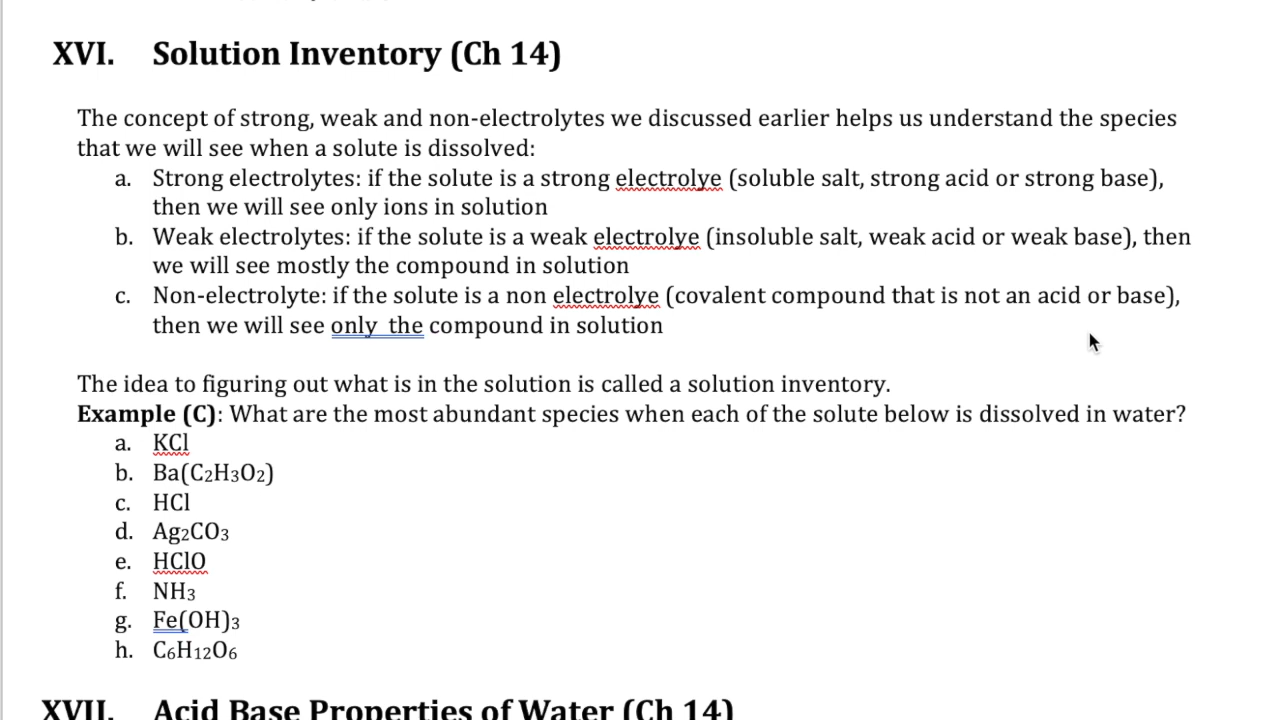 XVI. Solution Inventory (Ch 14)
The concept of strong, weak and non-electrolytes we discussed earlier helps us understand the species
that we will see when a solute is dissolved:
a. Strong electrolytes: if the solute is a strong electrolye (soluble salt, strong acid or strong base),
then we will see only ions in solution
b. Weak electrolytes: if the solute is a weak electrolye (insoluble salt, weak acid or weak base), then
we will see mostly the compound in solution
c. Non-electrolyte: if the solute is a non electrolye (covalent compound that is not an acid or base),
then we will see only the compound in solution
The idea to figuring out what is in the solution is called a solution inventory.
Example (C): What are the most abundant species when each of the solute below is dissolved in water?
a. KCl
b. Ba(C2H3O2)
c. HCl
d. Ag2CO3
e. HClO
f. NH3
g. Fe(OH)3
h. C6H12O6
XVII. Acid Base Properties of Water (Ch 14)